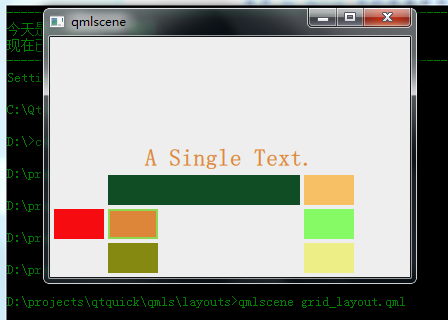 今天是
qmlscene
现在已
Setti
A Single Text.
C:\Qt
D:\>c
D:\pr
D:\pr
D:\pr
D:\pr
D:\projects\qtquick\qmls\layouts>qmlscene grid_layout.qml